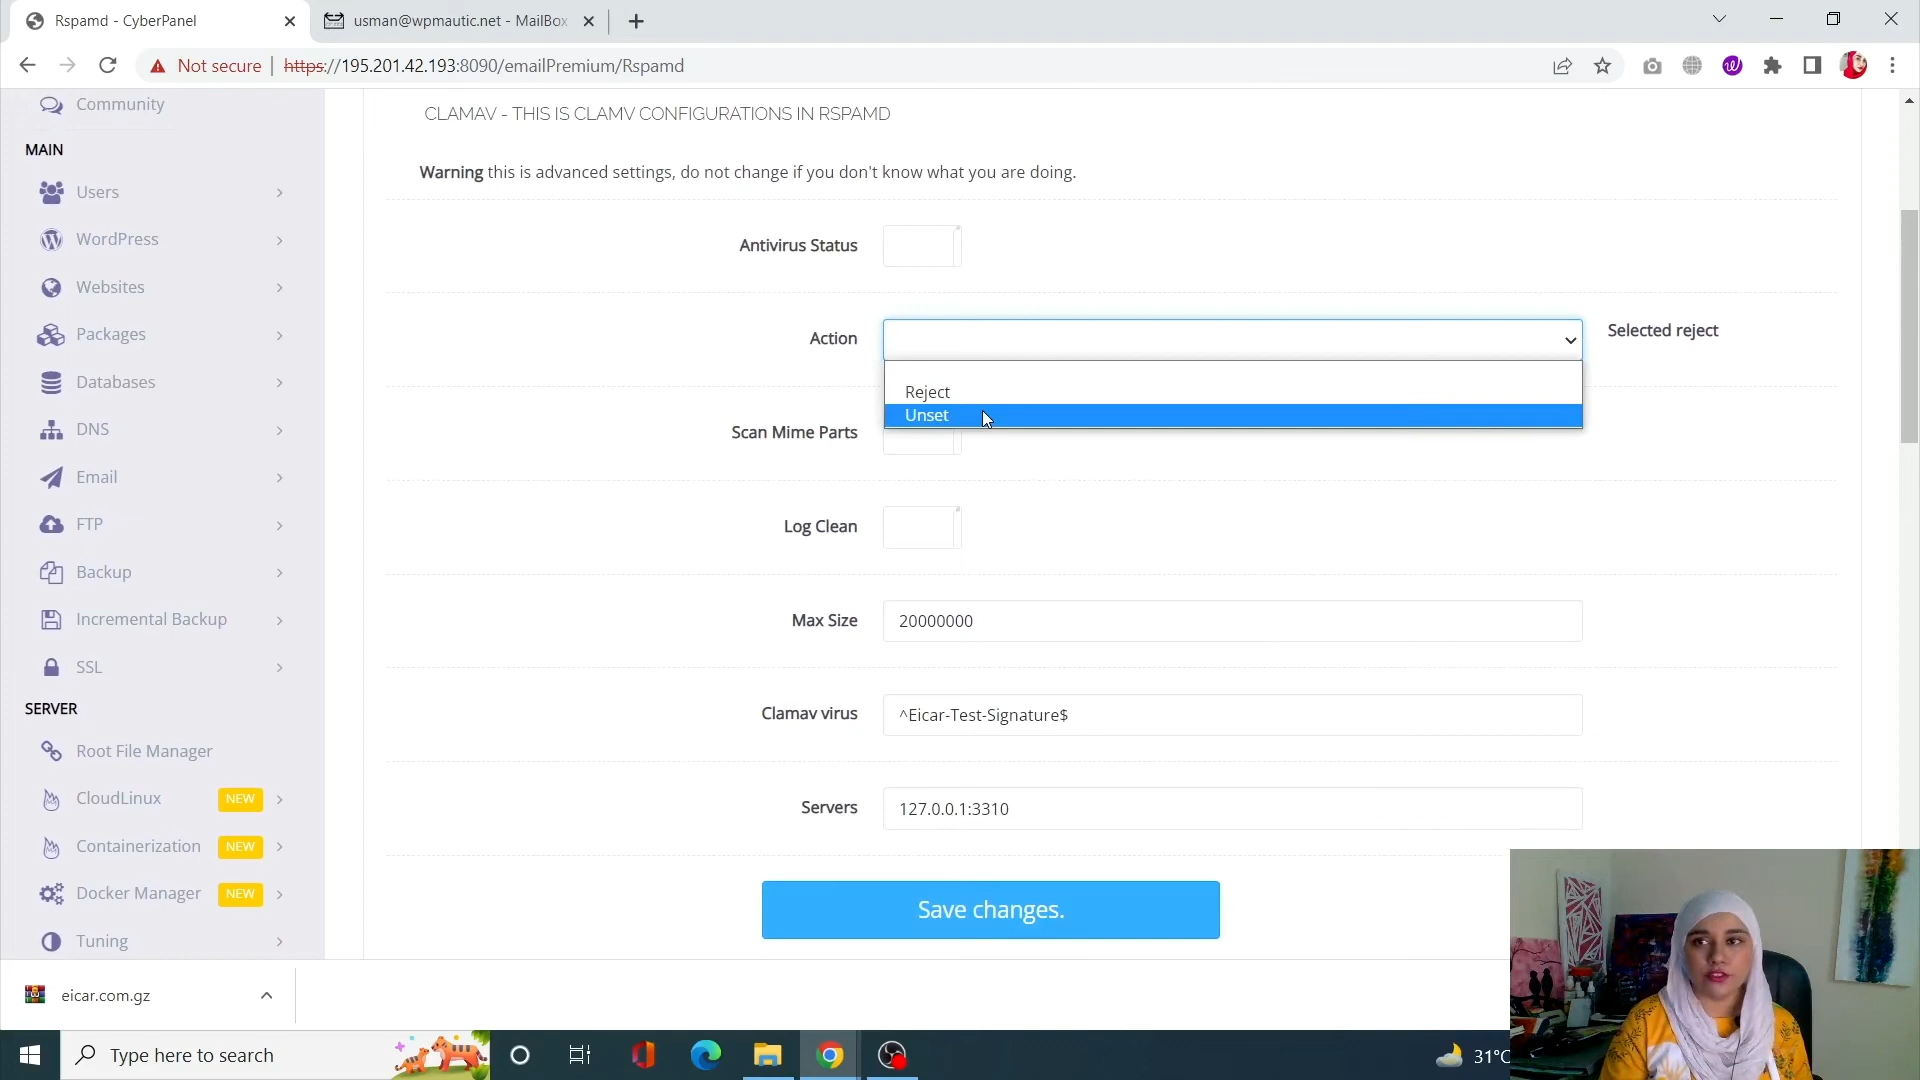 Rspamd - CyberPanel
usman@wpmautic.net - MailBox
Not secure
https://195.201.42.193:8090/emailPremium/Rspamd
Community
MAIN
Users
WordPress
Websites
Packages
Databases
DNS
Email
FTP
Backup
Incremental Backup
SSL
SERVER
Root File Manager
CloudLinux NEW
Containerization NEW
Docker Manager NEW
Tuning
CLAMAV - THIS IS CLAMV CONFIGURATIONS IN RSPAMD
Warning this is advanced settings, do not change if you don't know what you are doing.
Antivirus Status
Action
Selected reject
Reject
Unset
Scan Mime Parts
Log Clean
Max Size 20000000
Clamav virus ^Eicar-Test-Signature$
Servers 127.0.0.1:3310
Save changes.
eicar.com.gz
Type here to search
31°C